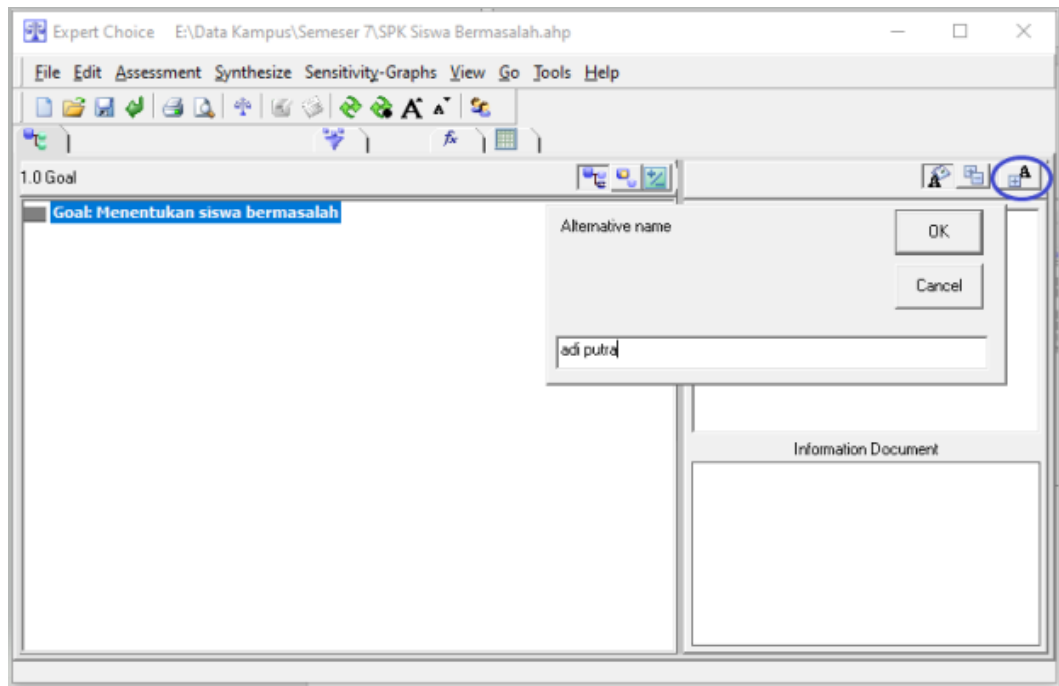 Expert Choice E:\Data Kampus\Semeser 7\SPK Siswa Bermasalah.ahp
File Edit Assessment Synthesize Sensitivity-Graphs View Go Tools Help
1.0 Goal
Goal: Menentukan siswa bermasalah
Alternative name
OK
Cancel
adi putra
Information Document